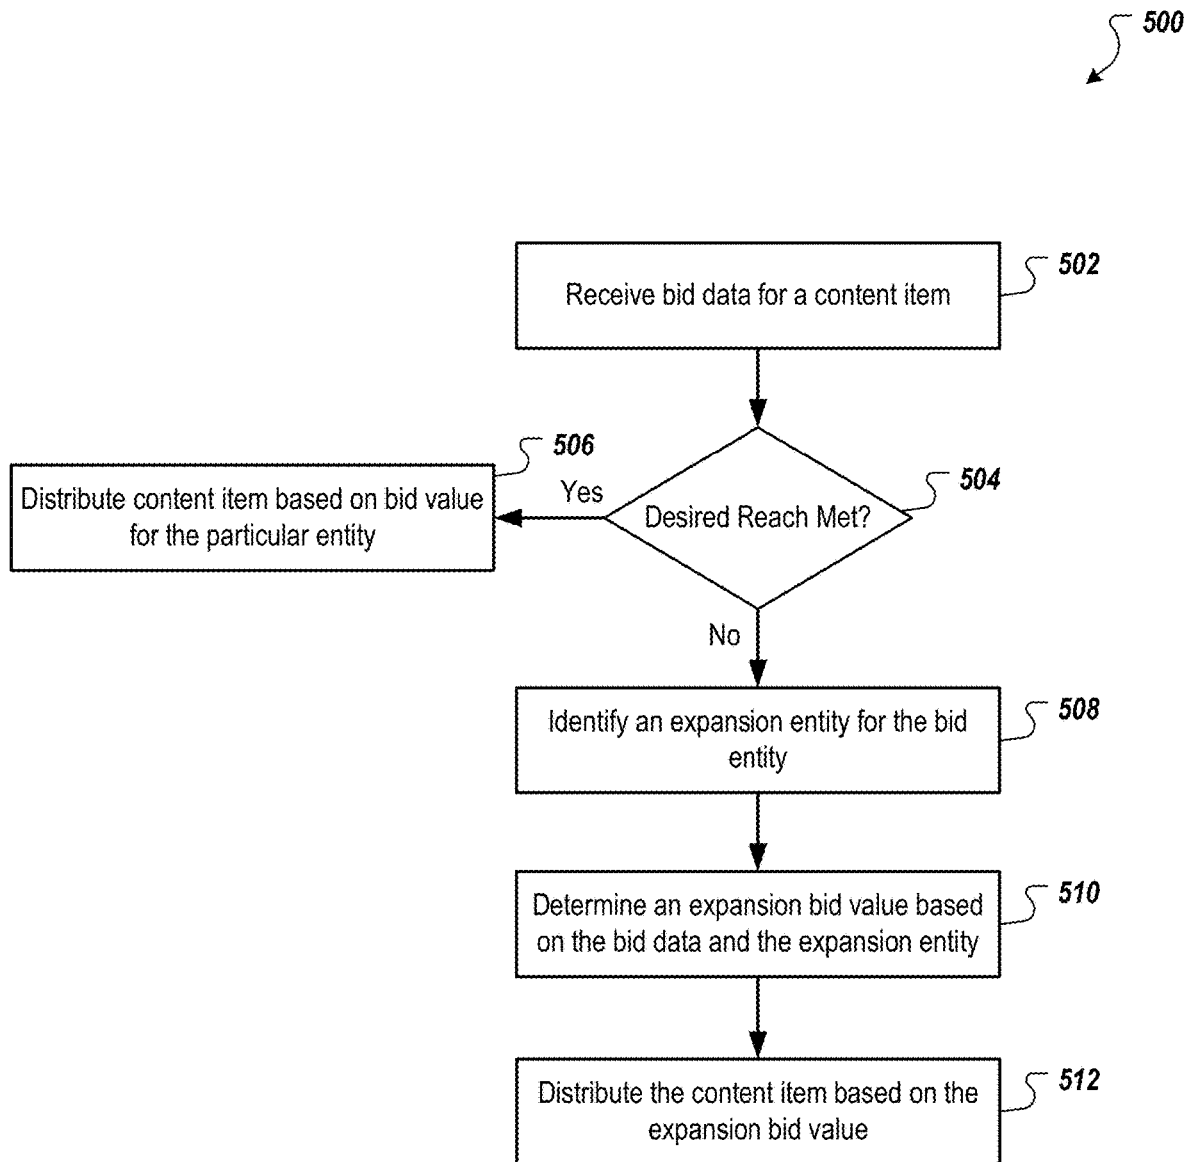 500
Receive bid data for a content item
502
506
Distribute content item based on bid value
for the particular entity
Yes
Desired Reach Met?
504
No
Identify an expansion entity for the bid
entity
508
Determine an expansion bid value based
on the bid data and the expansion entity
510
Distribute the content item based on the
expansion bid value
512